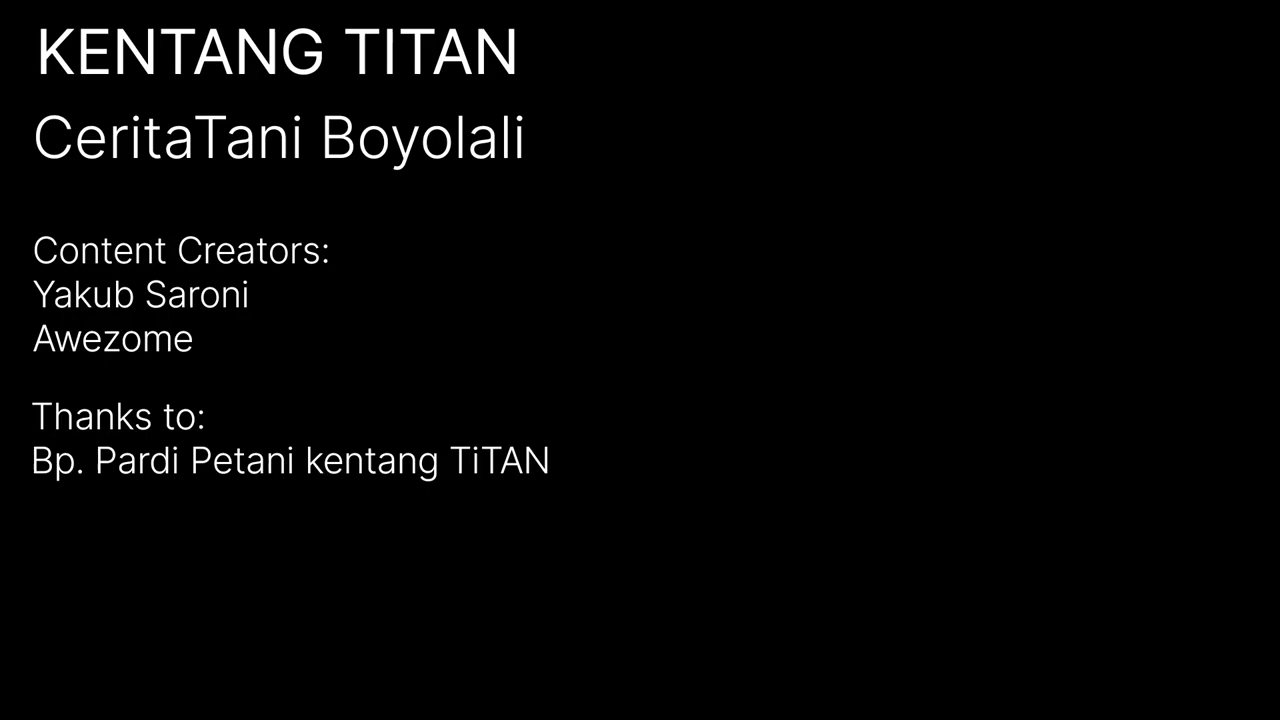 KENTANG TITAN
CeritaTani Boyolali
Content Creators:
Yakub Saroni
Awezome
Thanks to:
Bp. Pardi Petani kentang TiTAN